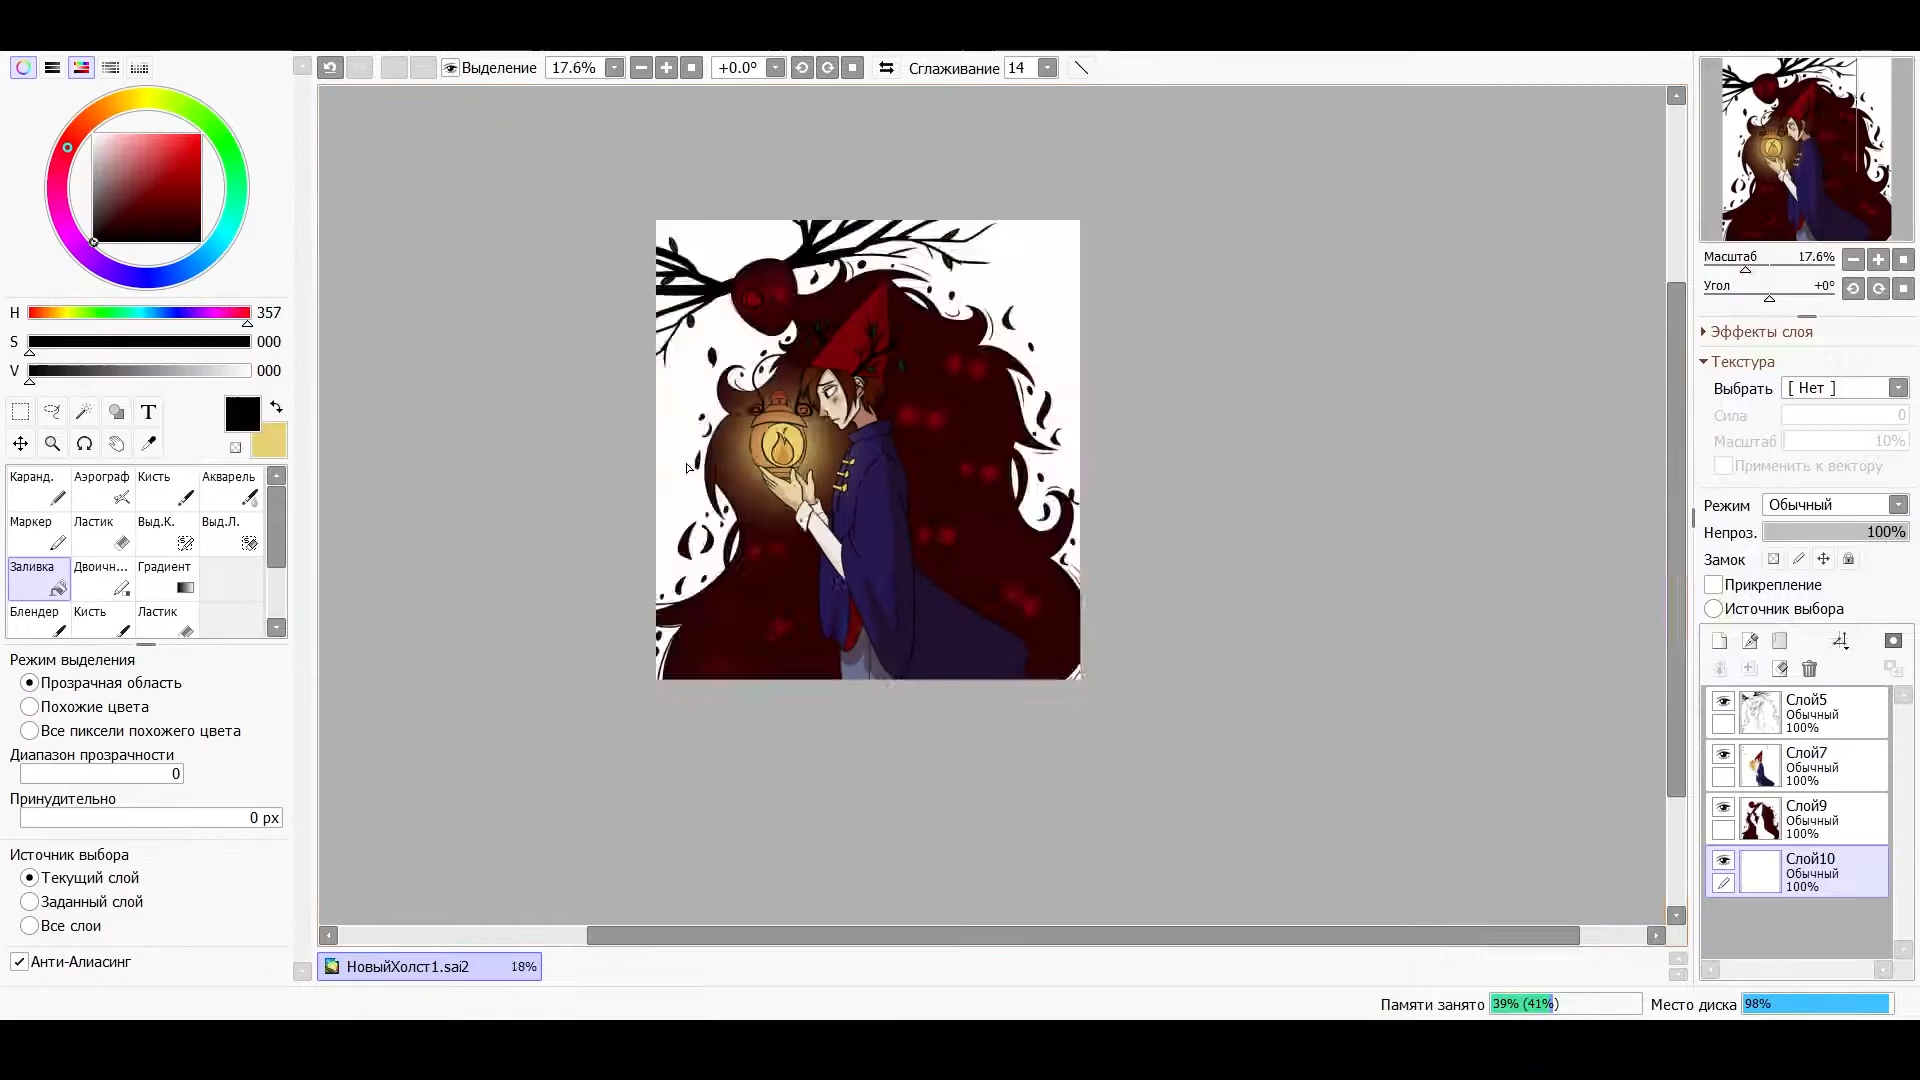 Выделение 17.6% +0.0° Сглаживание 14
H 357
S 000
V 000
T
Каранд. Аэрограф Кисть Акварель
Маркер Ластик Выд.К. Выд.Л.
Заливка Двоичн... Градиент
Блендер Кисть Ластик
Режим выделения
Прозрачная область
Похожие цвета
Все пиксели похожего цвета
Диапазон прозрачности
0
Принудительно
0 px
Источник выбора
Текущий слой
Заданный слой
Все слои
Анти-Алиасинг
НовыйХолст1.sai2 18%
Масштаб 17.6%
Угол +0°
Эффекты слоя
Текстура
Выбрать [ Нет ]
Сила 0
Масштаб 10%
Применить к вектору
Режим Обычный
Непроз. 100%
Замок
Прикрепление
Источник выбора
Слой5
Обычный
100%
Слой7
Обычный
100%
Слой9
Обычный
100%
Слой10
Обычный
100%
Памяти занято 39% (41%) Место диска 98%